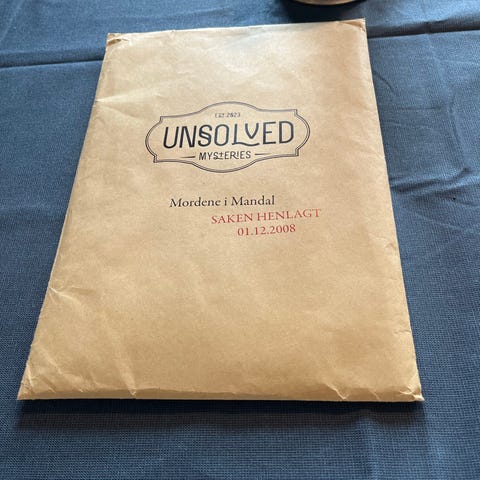 EST.2023
UNSOLVED
MYSTERIES
Mordene i Mandal
SAKEN HENLAGT
01.12.2008